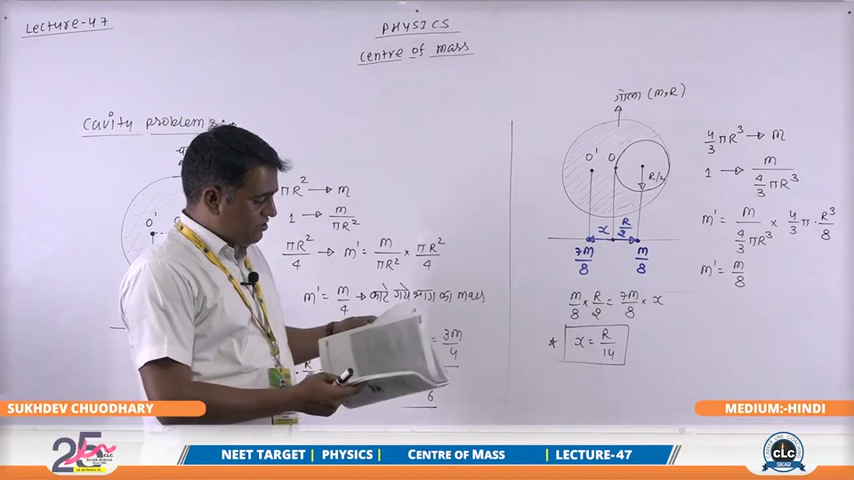 Lecture-47
PHYSICS
Centre of mass
Cavity problem :-
πR² → M
1 → M/πR²
πR²/4 → M' = M/πR² × πR²/4
M' = M/4 → काटे गये भाग का mass
= 3M/4
6
O'
गोला (M,R)
O' O
R/2
x R/2
7M/8 M/8
M/8 × R/2 = 7M/8 × x
* x = R/14
4/3 πR³ → M
1 → M/(4/3 πR³)
M' = M/(4/3 πR³) × 4/3 π · R³/8
M' = M/8
SUKHDEV CHUODHARY
MEDIUM:-HINDI
25
CLC
NEET TARGET | PHYSICS | CENTRE OF MASS | LECTURE-47
CLC
SIKAR